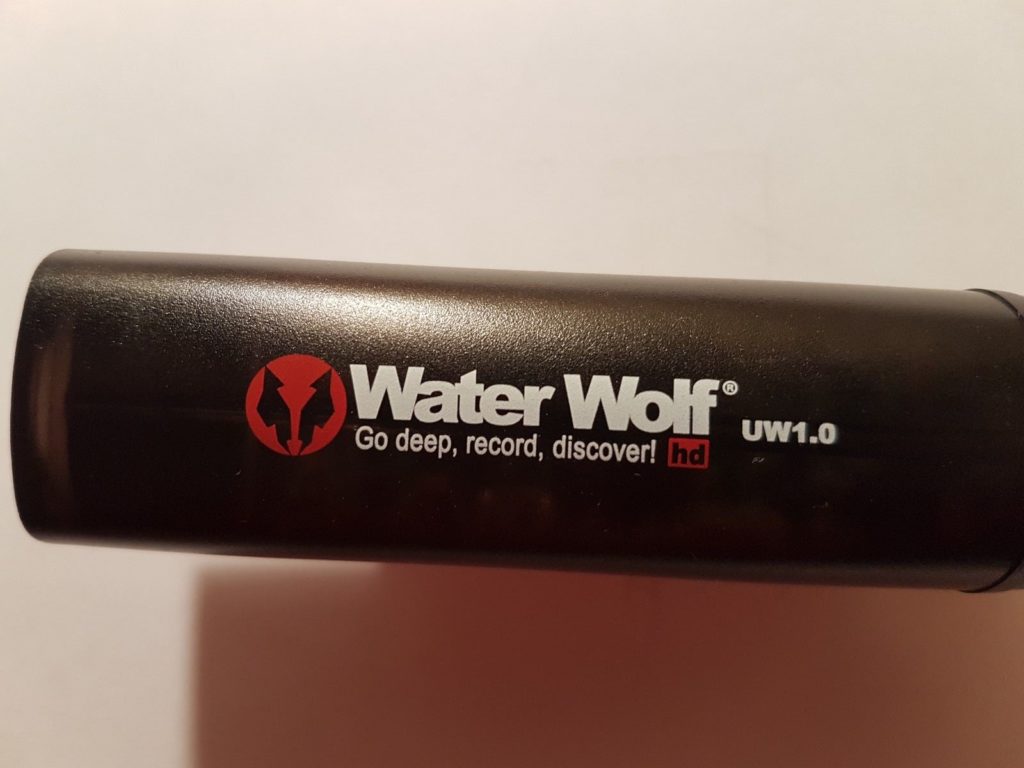 Water Wolf®
Go deep, record, discover! hd
UW1.0